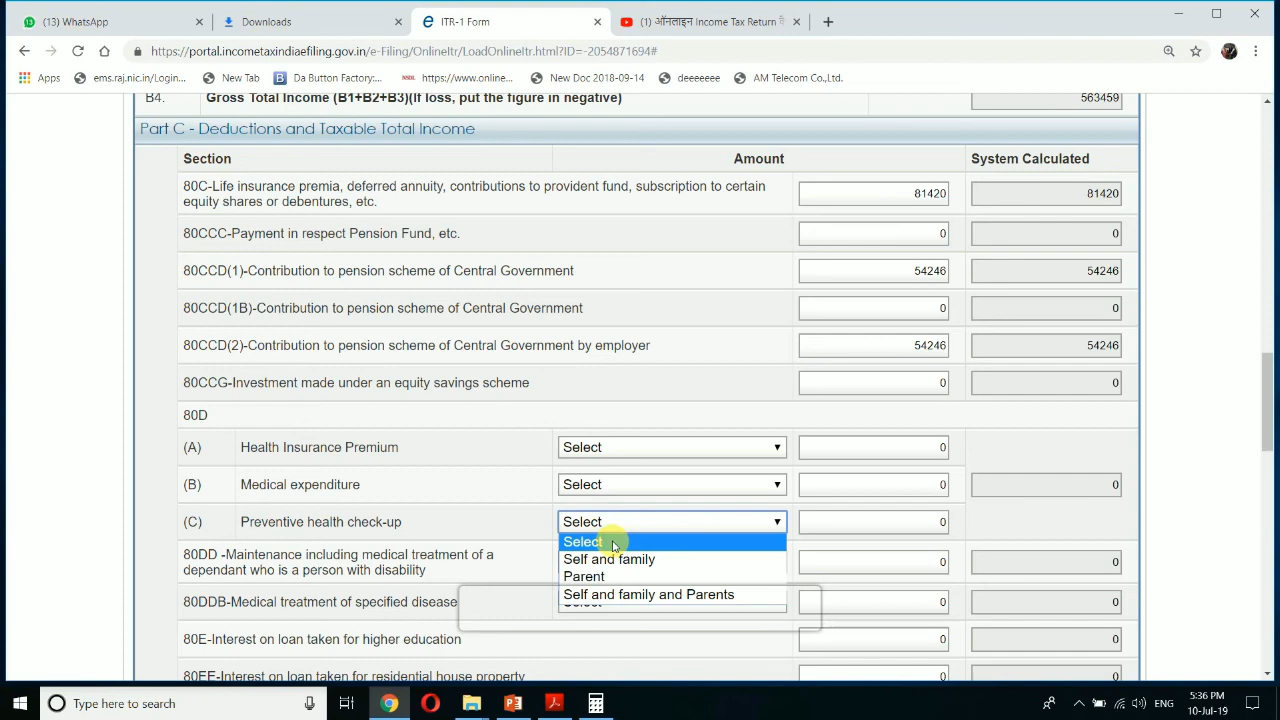 (13) WhatsApp
Downloads
ITR-1 Form
(1) ऑनलाइन Income Tax Return
https://portal.incometaxindiaefiling.gov.in/e-Filing/OnlineItr/LoadOnlineItr.html?ID=-2054871694#
Apps
ems.raj.nic.in/Login...
New Tab
B Da Button Factory:...
NSDL https://www.online...
New Doc 2018-09-14
deeeeeee
AM Telecom Co.,Ltd.
B4. Gross Total Income (B1+B2+B3)(If loss, put the figure in negative) 563459
Part C - Deductions and Taxable Total Income
Section Amount System Calculated
80C-Life insurance premia, deferred annuity, contributions to provident fund, subscription to certain
equity shares or debentures, etc.
81420 81420
80CCC-Payment in respect Pension Fund, etc. 0 0
80CCD(1)-Contribution to pension scheme of Central Government 54246 54246
80CCD(1B)-Contribution to pension scheme of Central Government 0 0
80CCD(2)-Contribution to pension scheme of Central Government by employer 54246 54246
80CCG-Investment made under an equity savings scheme 0 0
80D
(A) Health Insurance Premium Select 0
(B) Medical expenditure Select 0 0
(C) Preventive health check-up Select 0
Select
Self and family
Parent
Self and family and Parents
80DD -Maintenance including medical treatment of a
dependant who is a person with disability
0 0
80DDB-Medical treatment of specified disease Select 0 0
80E-Interest on loan taken for higher education 0 0
80EE-Interest on loan taken for residential house property 0 0
Type here to search
ENG
5:36 PM
10-Jul-19